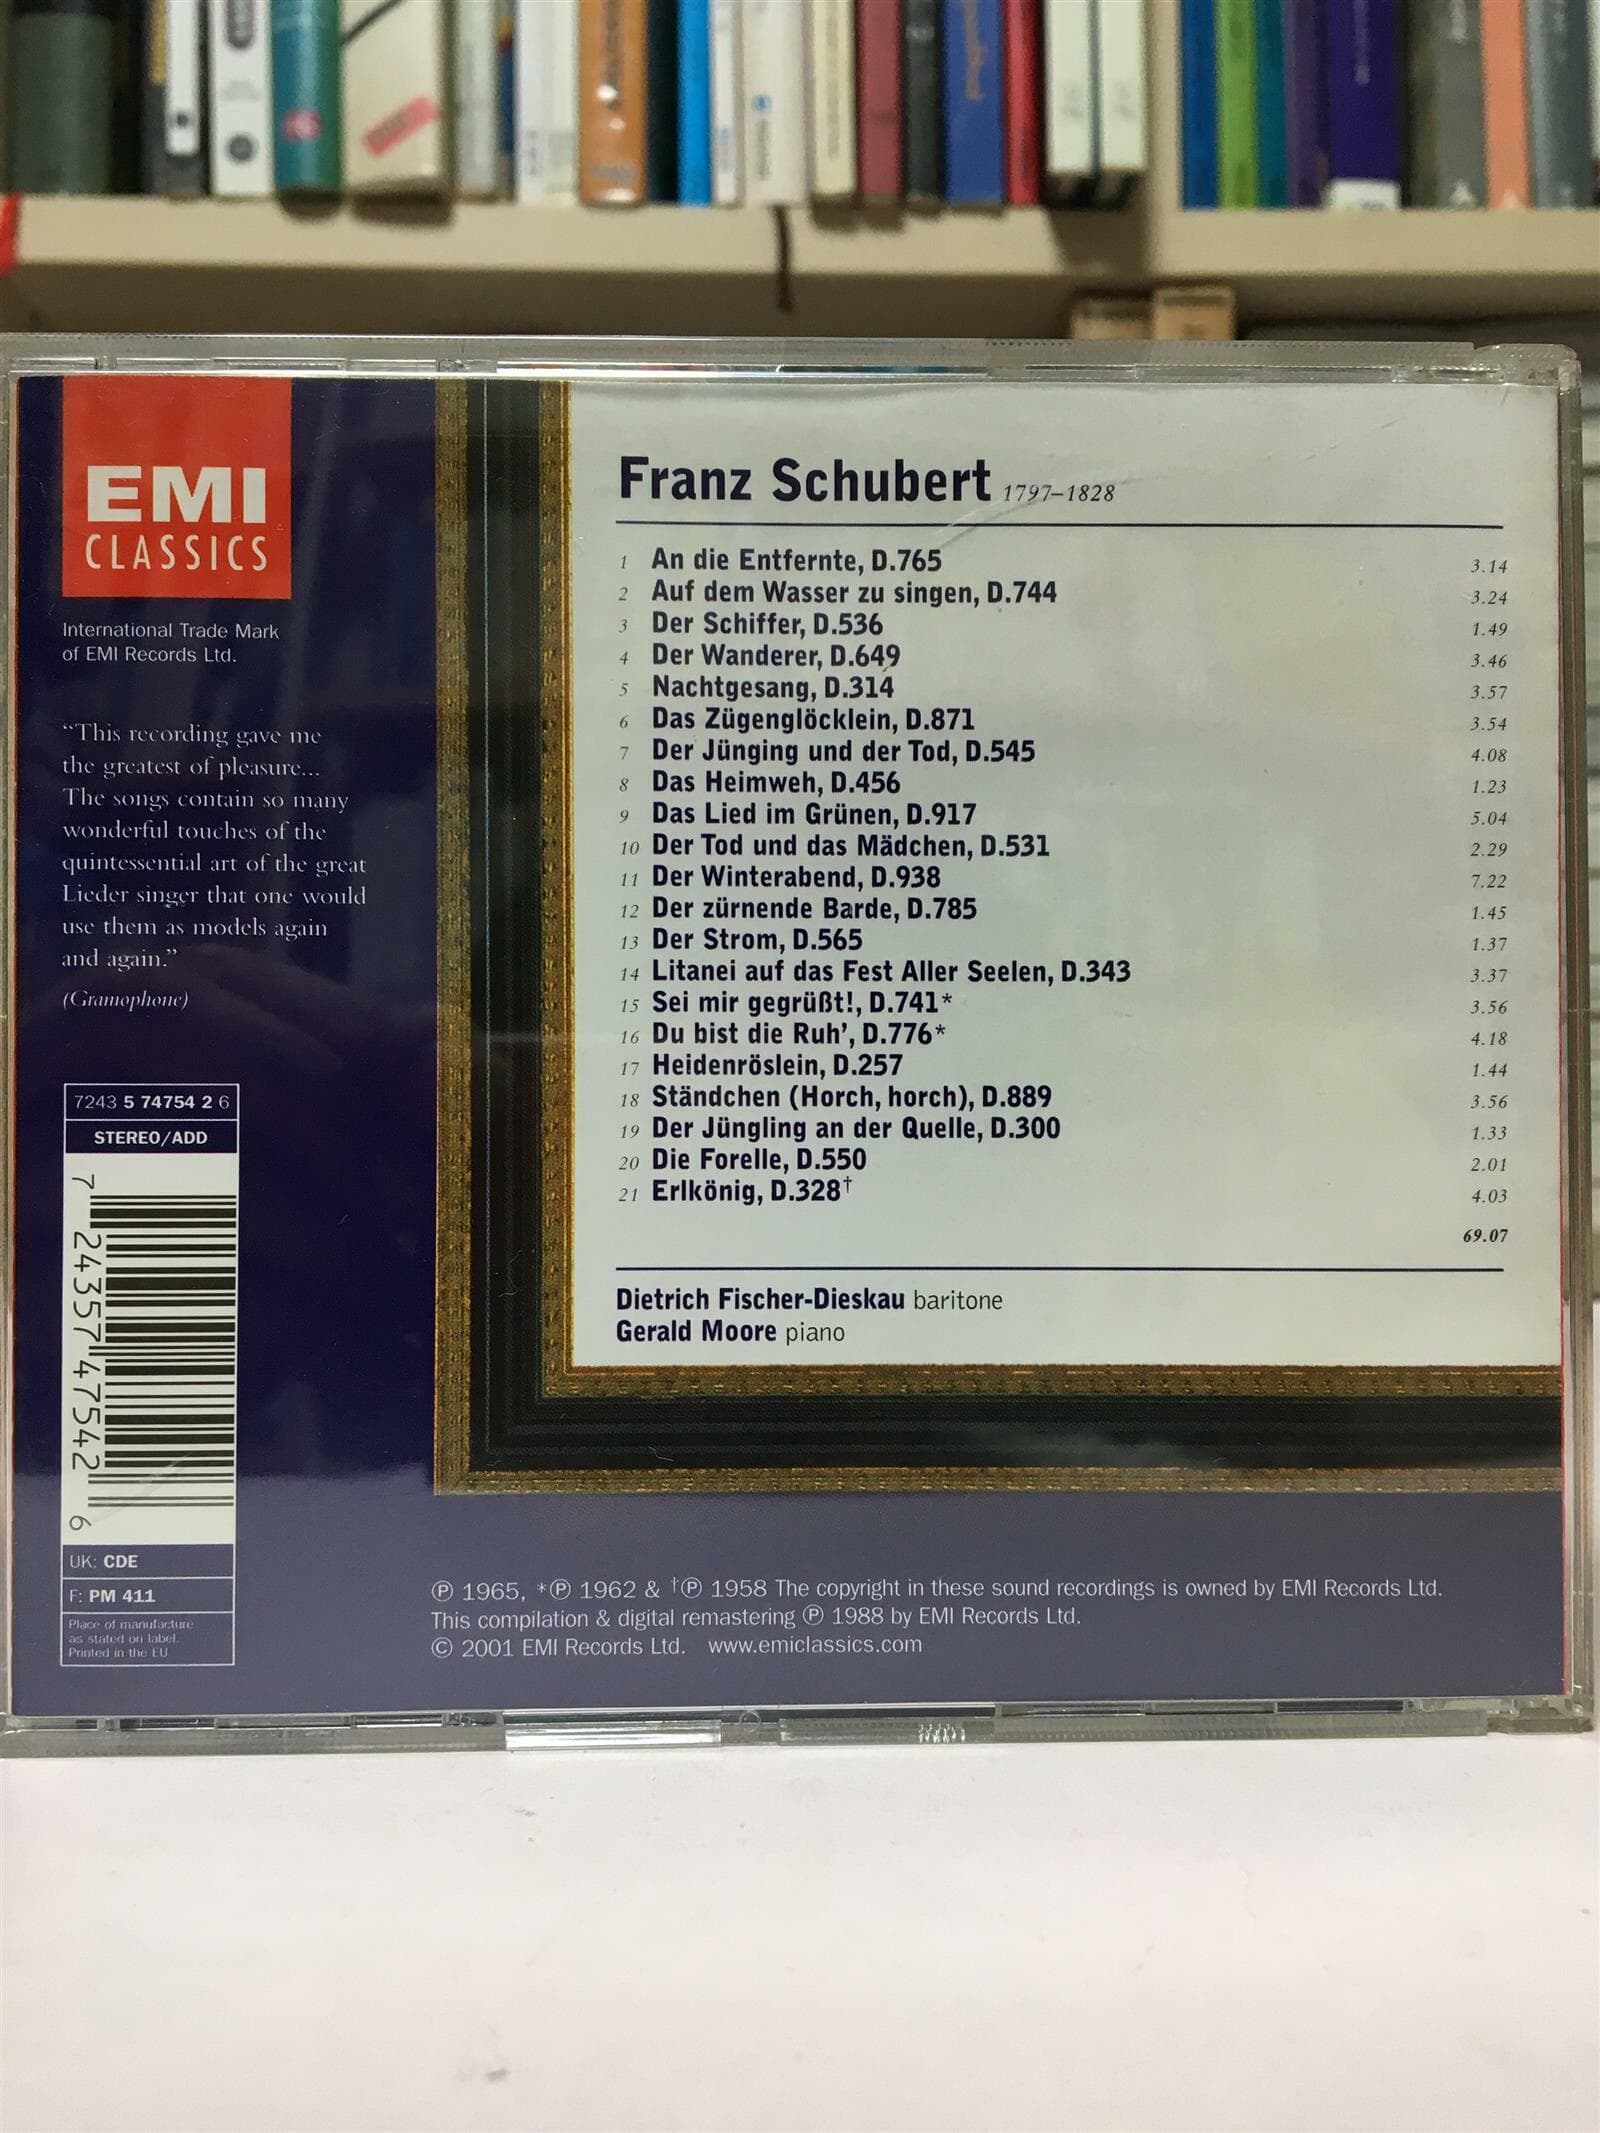 EMI
CLASSICS
International Trade Mark
of EMI Records Ltd.
“This recording gave me
the greatest of pleasure...
The songs contain so many
wonderful touches of the
quintessential art of the great
Lieder singer that one would
use them as models again
and again.”
(Gramophone)
7243 5 74754 2 6
STEREO/ADD
7 24357 47542 6
UK: CDE
F: PM 411
Place of manufacture
as stated on label.
Printed in the EU
Franz Schubert 1797–1828
1 An die Entfernte, D.765 3.14
2 Auf dem Wasser zu singen, D.744 3.24
3 Der Schiffer, D.536 1.49
4 Der Wanderer, D.649 3.46
5 Nachtgesang, D.314 3.57
6 Das Zügenglöcklein, D.871 3.54
7 Der Jünging und der Tod, D.545 4.08
8 Das Heimweh, D.456 1.23
9 Das Lied im Grünen, D.917 5.04
10 Der Tod und das Mädchen, D.531 2.29
11 Der Winterabend, D.938 7.22
12 Der zürnende Barde, D.785 1.45
13 Der Strom, D.565 1.37
14 Litanei auf das Fest Aller Seelen, D.343 3.37
15 Sei mir gegrüßt!, D.741* 3.56
16 Du bist die Ruh’, D.776* 4.18
17 Heidenröslein, D.257 1.44
18 Ständchen (Horch, horch), D.889 3.56
19 Der Jüngling an der Quelle, D.300 1.33
20 Die Forelle, D.550 2.01
21 Erlkönig, D.328† 4.03
69.07
Dietrich Fischer-Dieskau baritone
Gerald Moore piano
℗ 1965, *℗ 1962 & †℗ 1958 The copyright in these sound recordings is owned by EMI Records Ltd.
This compilation & digital remastering ℗ 1988 by EMI Records Ltd.
© 2001 EMI Records Ltd. www.emiclassics.com